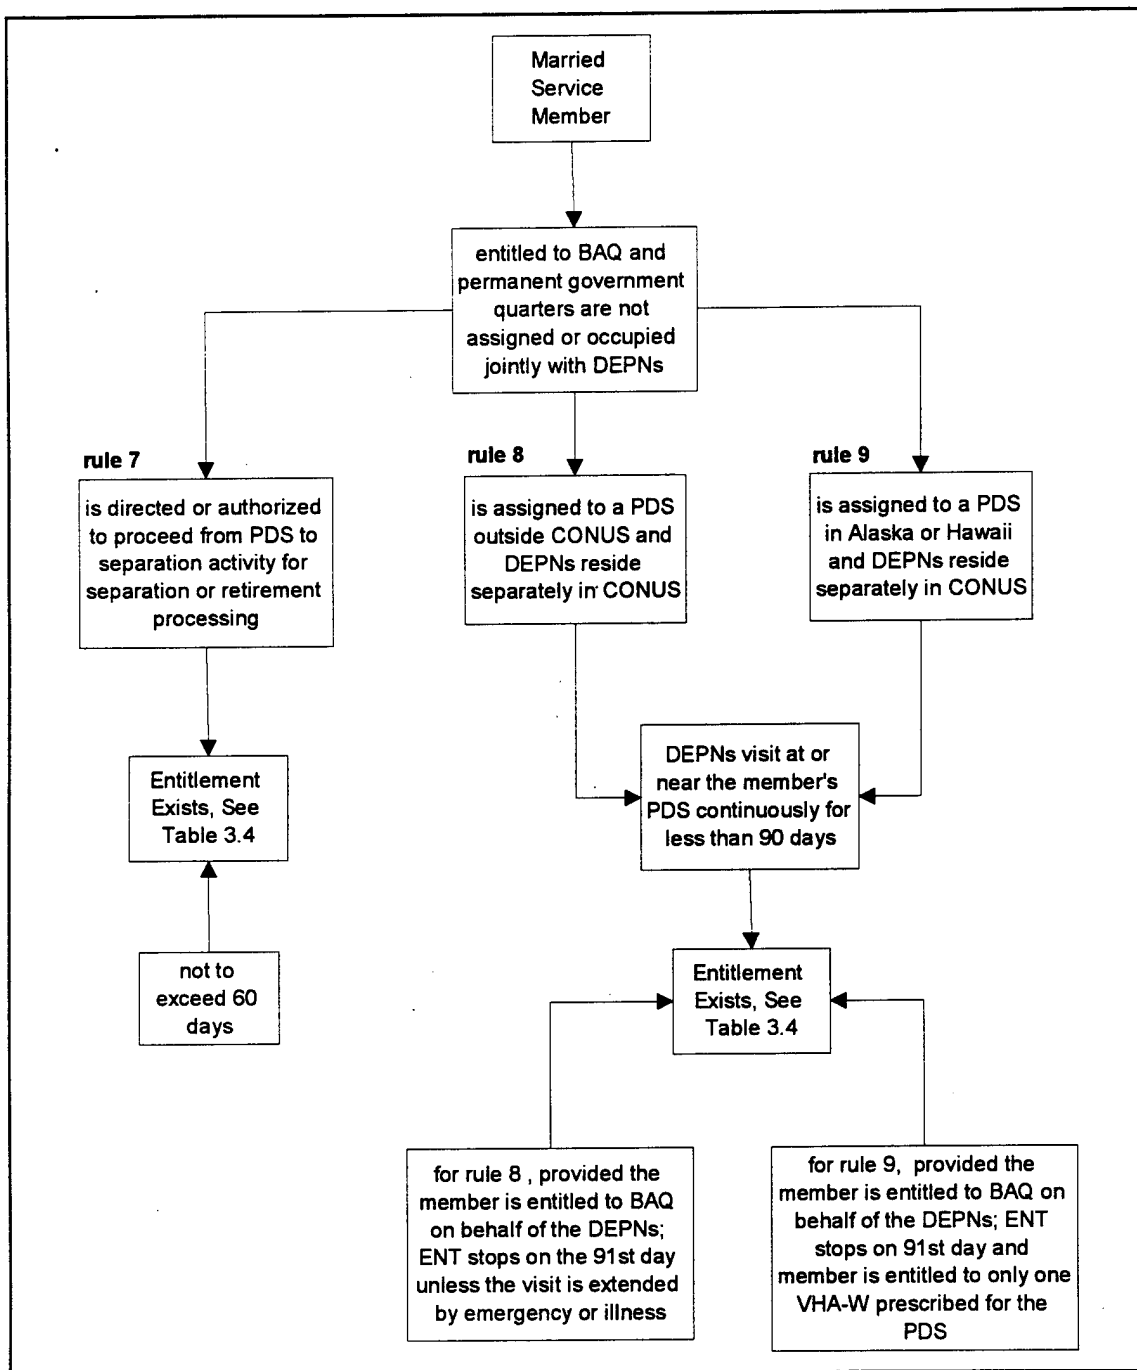 Married
Service
Member
entitled to BAQ and
permanent government
quarters are not
assigned or occupied
jointly with DEPNs
rule 7
is directed or authorized
to proceed from PDS to
separation activity for
separation or retirement
processing
rule 8
is assigned to a PDS
outside CONUS and
DEPNs reside
separately in CONUS
rule 9
is assigned to a PDS
in Alaska or Hawaii
and DEPNs reside
separately in CONUS
Entitlement
Exists, See
Table 3.4
DEPNs visit at or
near the member's
PDS continuously for
less than 90 days
not to
exceed 60
days
Entitlement
Exists, See
Table 3.4
for rule 8 , provided the
member is entitled to BAQ
on behalf of the DEPNs;
ENT stops on the 91st day
unless the visit is extended
by emergency or illness
for rule 9, provided the
member is entitled to BAQ on
behalf of the DEPNs; ENT
stops on 91st day and
member is entitled to only one
VHA-W prescribed for the
PDS